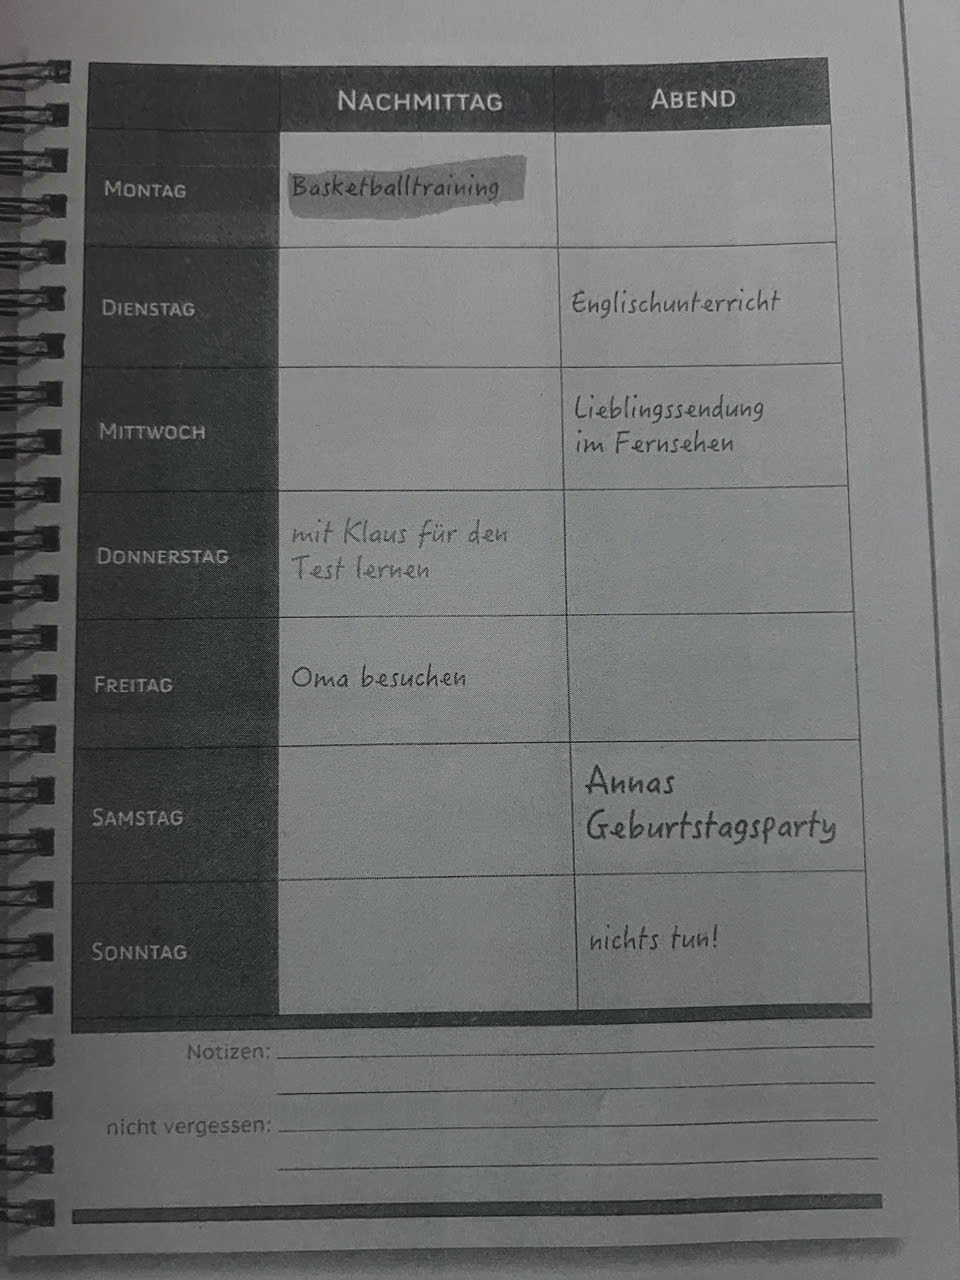 NACHMITTAG ABEND
MONTAG Basketballtraining
DIENSTAG Englischunterricht
MITTWOCH Lieblingssendung
im Fernsehen
DONNERSTAG mit Klaus für den
Test lernen
FREITAG Oma besuchen
SAMSTAG Annas
Geburtstagsparty
SONNTAG nichts tun!
Notizen:
nicht vergessen: